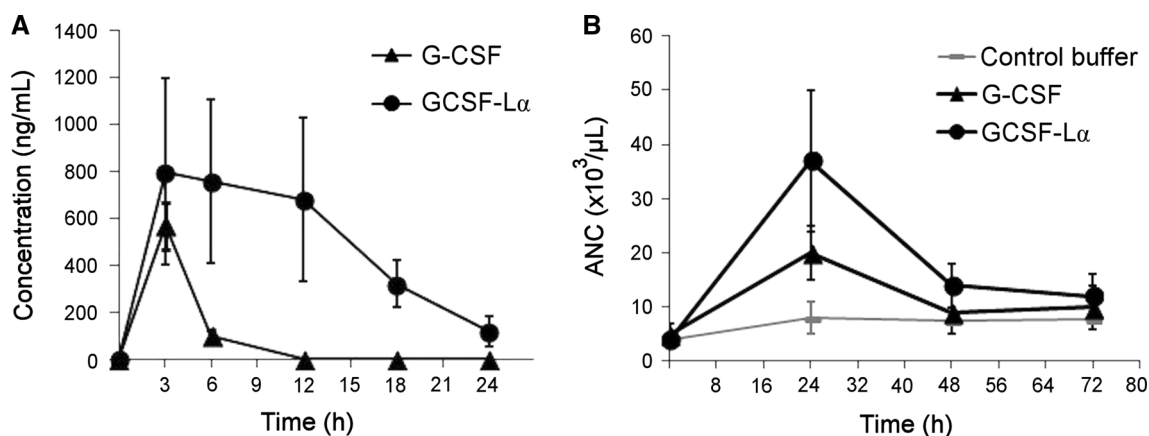 A
Concentration (ng/mL)
1400
1200
1000
800
600
400
200
0
3 6 9 12 15 18 21 24
Time (h)
G-CSF
GCSF-Lα
B
ANC (x10³/µL)
60
50
40
30
20
10
0
8 16 24 32 40 48 56 64 72 80
Time (h)
Control buffer
G-CSF
GCSF-Lα